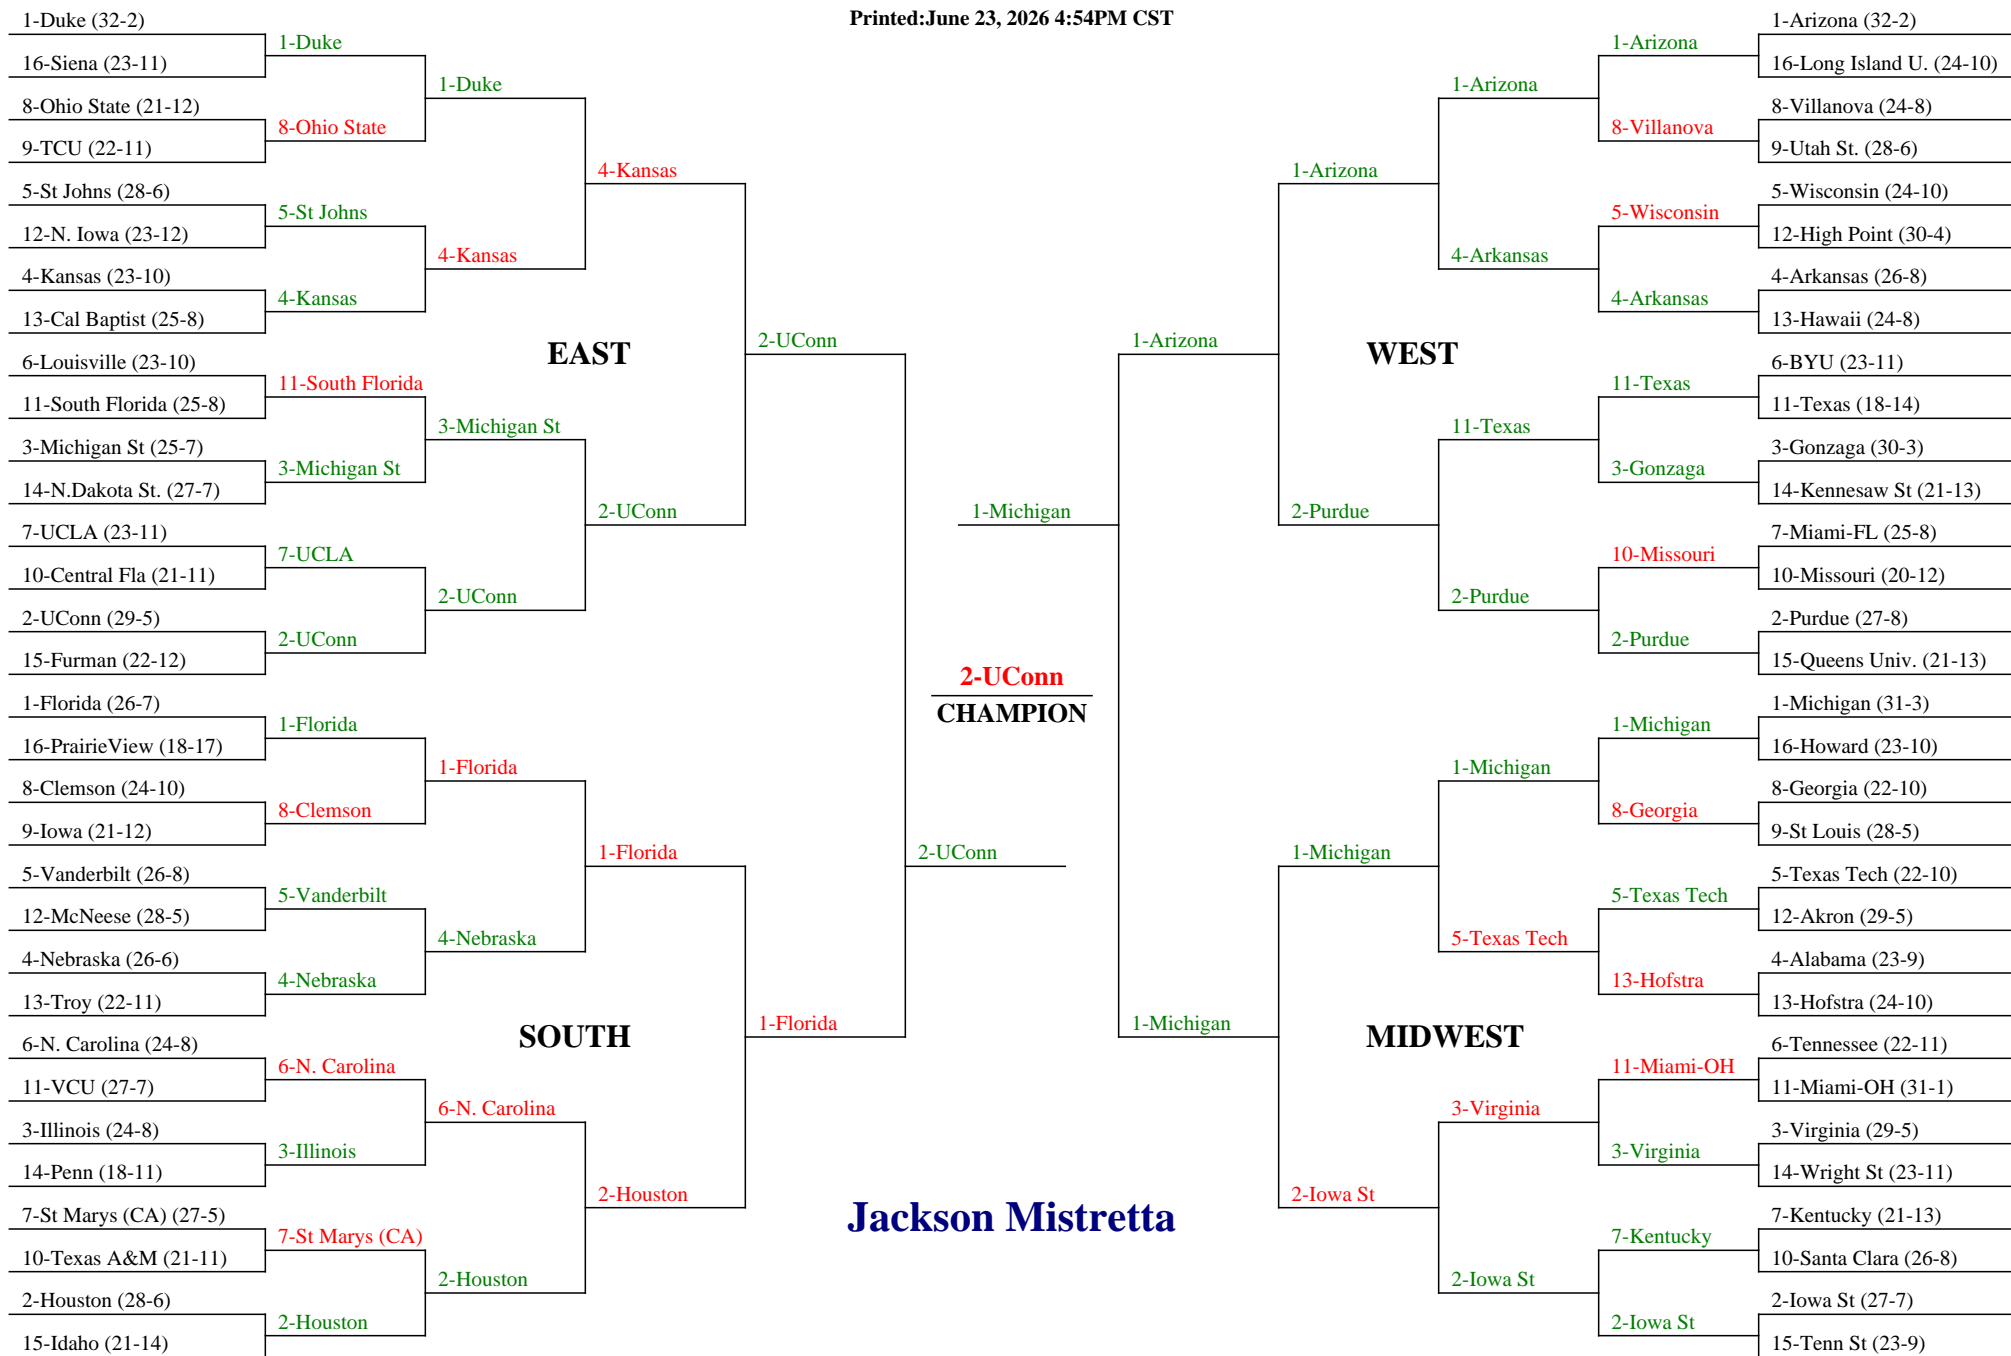 Printed:June 23, 2026 4:54PM CST
1-Duke (32-2)
16-Siena (23-11)
8-Ohio State (21-12)
9-TCU (22-11)
5-St Johns (28-6)
12-N. Iowa (23-12)
4-Kansas (23-10)
13-Cal Baptist (25-8)
6-Louisville (23-10)
11-South Florida (25-8)
3-Michigan St (25-7)
14-N.Dakota St. (27-7)
7-UCLA (23-11)
10-Central Fla (21-11)
2-UConn (29-5)
15-Furman (22-12)
1-Florida (26-7)
16-PrairieView (18-17)
8-Clemson (24-10)
9-Iowa (21-12)
5-Vanderbilt (26-8)
12-McNeese (28-5)
4-Nebraska (26-6)
13-Troy (22-11)
6-N. Carolina (24-8)
11-VCU (27-7)
3-Illinois (24-8)
14-Penn (18-11)
7-St Marys (CA) (27-5)
10-Texas A&M (21-11)
2-Houston (28-6)
15-Idaho (21-14)
1-Duke
8-Ohio State
5-St Johns
4-Kansas
11-South Florida
3-Michigan St
7-UCLA
2-UConn
1-Florida
8-Clemson
5-Vanderbilt
4-Nebraska
6-N. Carolina
3-Illinois
7-St Marys (CA)
2-Houston
1-Duke
4-Kansas
3-Michigan St
2-UConn
1-Florida
4-Nebraska
6-N. Carolina
2-Houston
4-Kansas
2-UConn
1-Florida
2-Houston
EAST
SOUTH
2-UConn
1-Florida
2-UConn
2-UConn
CHAMPION
Jackson Mistretta
1-Michigan
1-Arizona
1-Michigan
WEST
MIDWEST
1-Arizona
2-Purdue
1-Michigan
2-Iowa St
1-Arizona
4-Arkansas
11-Texas
2-Purdue
1-Michigan
5-Texas Tech
3-Virginia
2-Iowa St
1-Arizona
8-Villanova
5-Wisconsin
4-Arkansas
11-Texas
3-Gonzaga
10-Missouri
2-Purdue
1-Michigan
8-Georgia
5-Texas Tech
13-Hofstra
11-Miami-OH
3-Virginia
7-Kentucky
2-Iowa St
1-Arizona (32-2)
16-Long Island U. (24-10)
8-Villanova (24-8)
9-Utah St. (28-6)
5-Wisconsin (24-10)
12-High Point (30-4)
4-Arkansas (26-8)
13-Hawaii (24-8)
6-BYU (23-11)
11-Texas (18-14)
3-Gonzaga (30-3)
14-Kennesaw St (21-13)
7-Miami-FL (25-8)
10-Missouri (20-12)
2-Purdue (27-8)
15-Queens Univ. (21-13)
1-Michigan (31-3)
16-Howard (23-10)
8-Georgia (22-10)
9-St Louis (28-5)
5-Texas Tech (22-10)
12-Akron (29-5)
4-Alabama (23-9)
13-Hofstra (24-10)
6-Tennessee (22-11)
11-Miami-OH (31-1)
3-Virginia (29-5)
14-Wright St (23-11)
7-Kentucky (21-13)
10-Santa Clara (26-8)
2-Iowa St (27-7)
15-Tenn St (23-9)